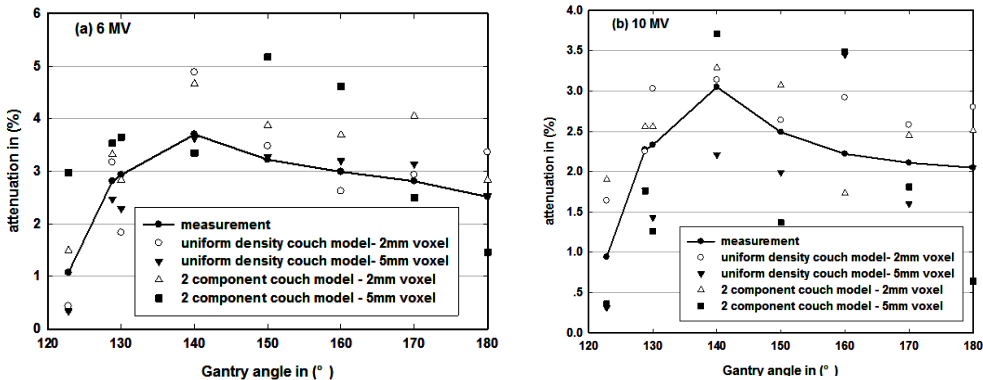 (a) 6 MV
6
5
4
3
2
1
0
attenuation in (%)
measurement
uniform density couch model- 2mm voxel
uniform density couch model- 5mm voxel
2 component couch model - 2mm voxel
2 component couch model - 5mm voxel
120 130 140 150 160 170 180
Gantry angle in (° )
(b) 10 MV
4.0
3.5
3.0
2.5
2.0
1.5
1.0
.5
0.0
attenuation in (%)
measurement
uniform density couch model- 2mm voxel
uniform density couch model- 5mm voxel
2 component couch model - 2mm voxel
2 component couch model - 5mm voxel
120 130 140 150 160 170 180
Gantry angle in (° )